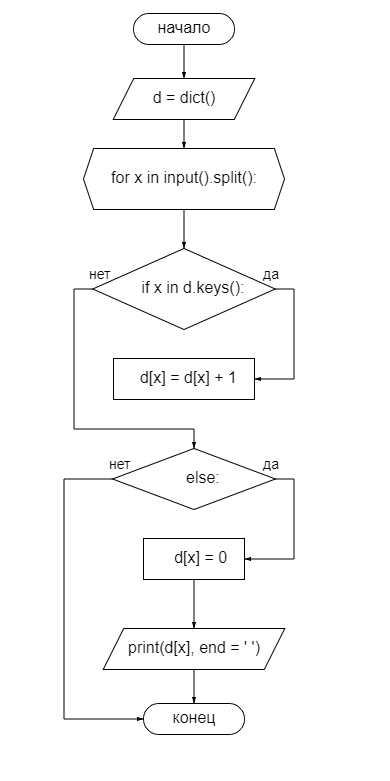 начало
d = dict()
for x in input().split():
нет
да
if x in d.keys():
d[x] = d[x] + 1
нет
да
else:
d[x] = 0
print(d[x], end = ' ')
конец